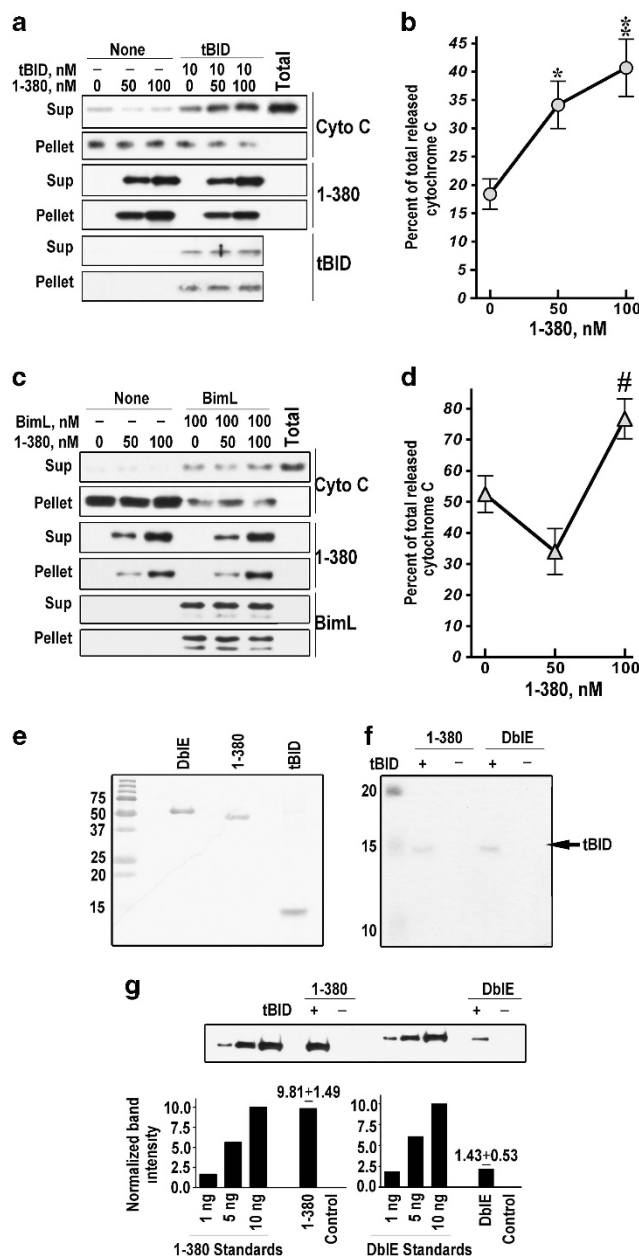 a
None tBID
tBID, nM – – – 10 10 10 Total
1-380, nM 0 50 100 0 50 100
Sup
Pellet
Cyto C
Sup
Pellet
1-380
Sup
Pellet
tBID
b
Percent of total released
cytochrome C
45
40
35
30
25
20
15
10
5
0
*
⁑
0 50 100
1-380, nM
c
None BimL
BimL, nM – – – 100 100 100 Total
1-380, nM 0 50 100 0 50 100
Sup
Pellet
Cyto C
Sup
Pellet
1-380
Sup
Pellet
BimL
d
Percent of total released
cytochrome C
80
70
60
50
40
30
20
10
0
#
0 50 100
1-380, nM
e
DblE 1-380 tBID
75
50
37
25
20
15
f
1-380 DblE
tBID + – + –
20
15
10
tBID
g
1-380 DblE
tBID + – + –
Normalized band
intensity
10.0
7.5
5.0
2.5
0.0
9.81+1.49
1 ng 5 ng 10 ng 1-380 Control
1-380 Standards
10.0
7.5
5.0
2.5
0.0
1.43+0.53
1 ng 5 ng 10 ng DblE Control
DblE Standards